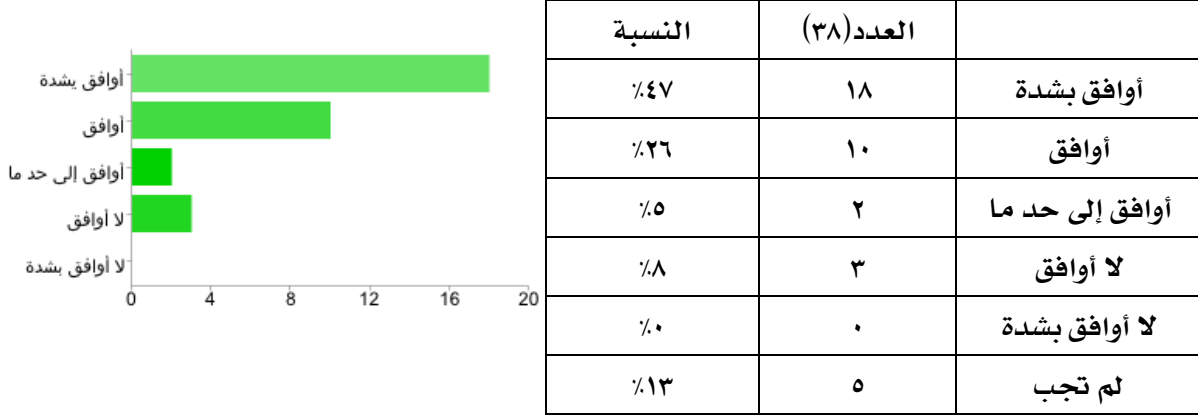 العدد(٣٨) النسبة
أوافق بشدة ١٨ ٤٧٪
أوافق ١٠ ٢٦٪
أوافق إلى حد ما ٢ ٥٪
لا أوافق ٣ ٨٪
لا أوافق بشدة ٠ ٠٪
لم تجب ٥ ١٣٪
أوافق يشدة
أوافق
أوافق إلى حد ما
لا أوافق
لا أوافق بشدة
0 4 8 12 16 20